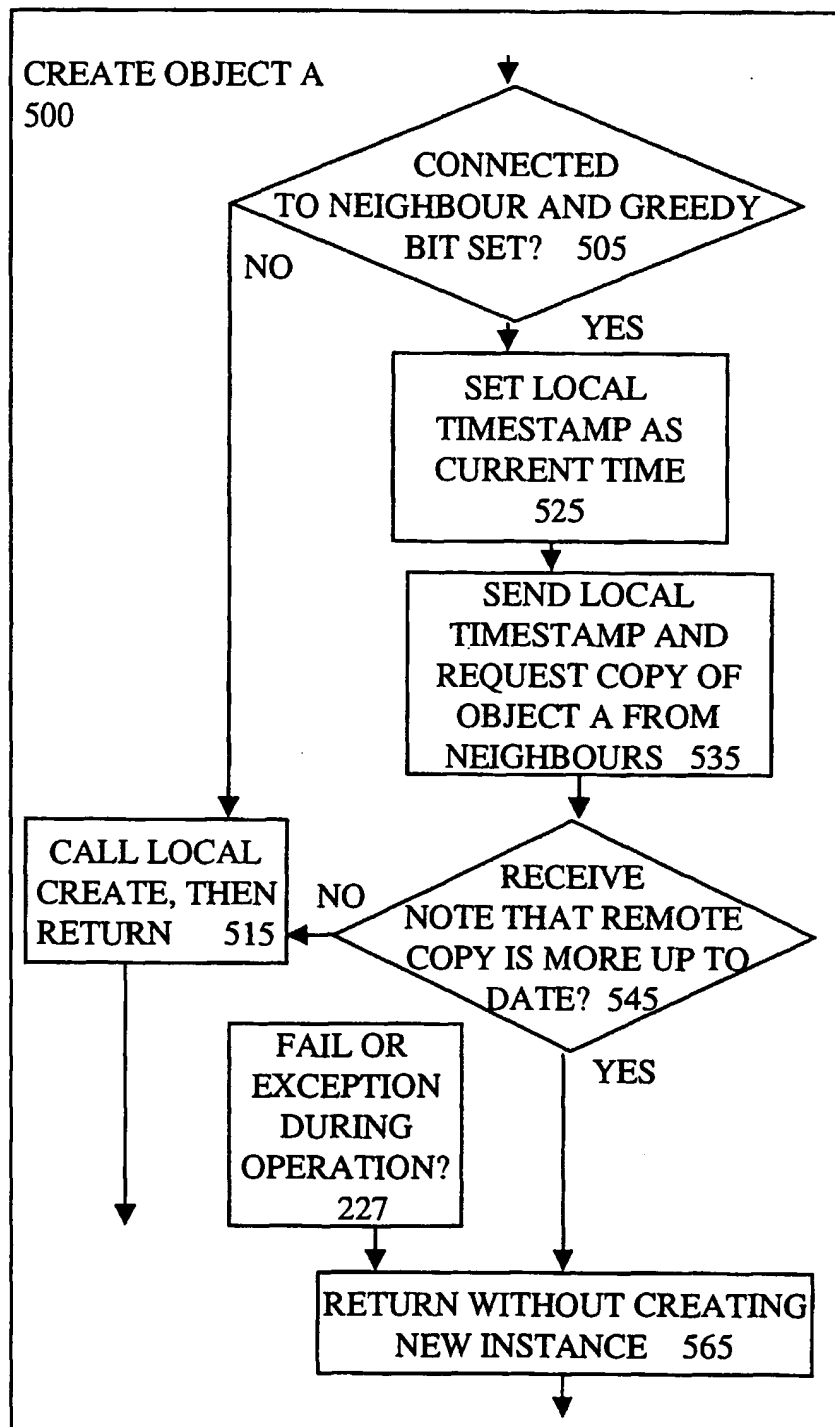 CREATE OBJECT A
500
CONNECTED
TO NEIGHBOUR AND GREEDY
BIT SET? 505
NO
YES
SET LOCAL
TIMESTAMP AS
CURRENT TIME
525
SEND LOCAL
TIMESTAMP AND
REQUEST COPY OF
OBJECT A FROM
NEIGHBOURS 535
CALL LOCAL
CREATE, THEN
RETURN 515
NO
RECEIVE
NOTE THAT REMOTE
COPY IS MORE UP TO
DATE? 545
YES
FAIL OR
EXCEPTION
DURING
OPERATION?
227
RETURN WITHOUT CREATING
NEW INSTANCE 565